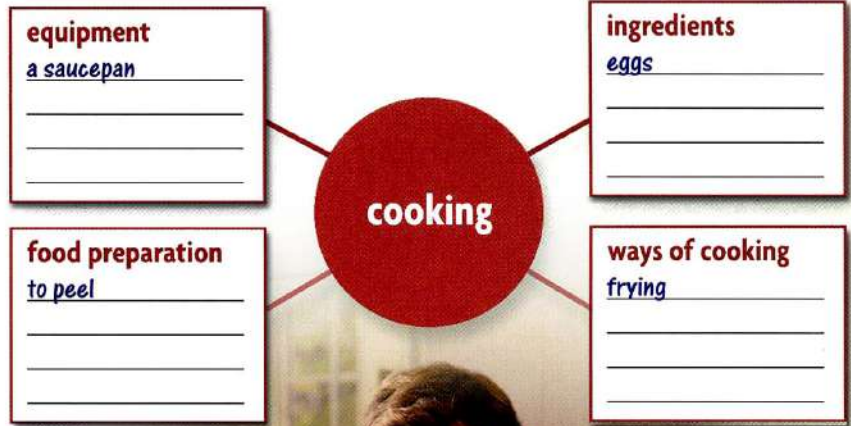 equipment
a saucepan
ingredients
eggs
cooking
food preparation
to peel
ways of cooking
frying